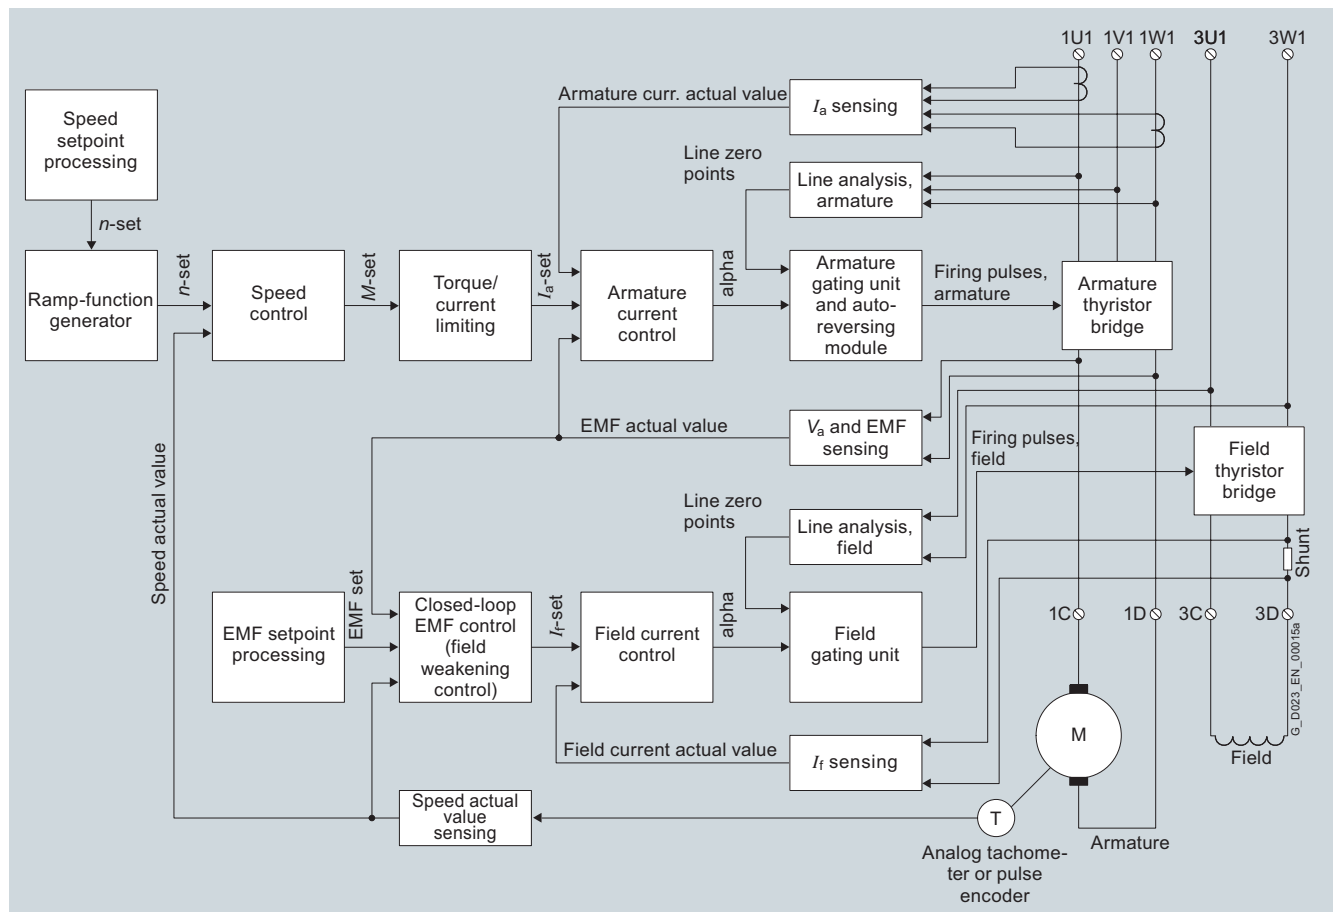 1U1 1V1 1W1 3U1 3W1
Speed
setpoint
processing
Armature curr. actual value
Ia sensing
Line zero
points
Line analysis,
armature
n-set
Ramp-function
generator
n-set
Speed
control
M-set
Torque/
current
limiting
Ia-set
Armature
current
control
alpha
Armature
gating unit
and auto-
reversing
module
Firing pulses,
armature
Armature
thyristor
bridge
EMF actual value
Va and EMF
sensing
Firing pulses,
field
Field
thyristor
bridge
Speed actual value
Line zero
points
Line analysis,
field
Shunt
EMF setpoint
processing
EMF set
Closed-loop
EMF control
(field
weakening
control)
If-set
Field current
control
alpha
Field
gating unit
1C 1D 3C 3D
G_D023_EN_00015a
M
Field
Field current actual value
If sensing
Speed actual
value
sensing
T
Armature
Analog tachome-
ter or pulse
encoder